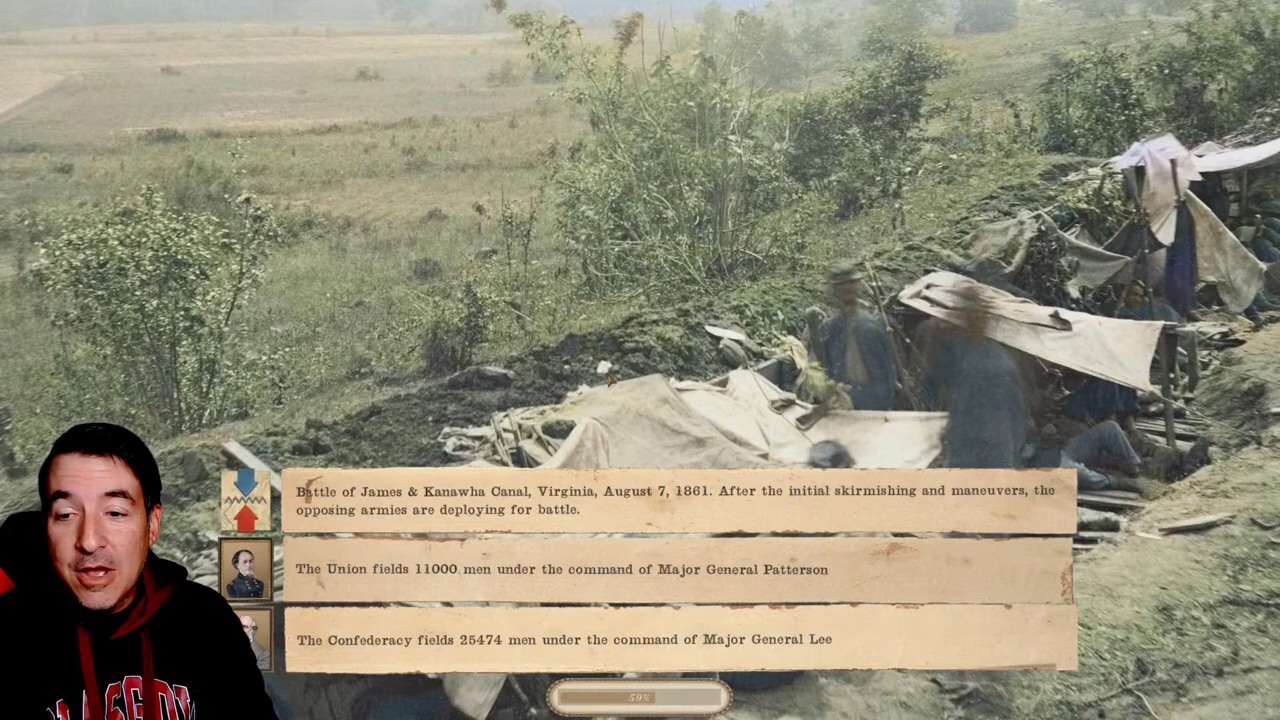 Battle of James & Kanawha Canal, Virginia, August 7, 1861. After the initial skirmishing and maneuvers, the
opposing armies are deploying for battle.
The Union fields 11000 men under the command of Major General Patterson
The Confederacy fields 25474 men under the command of Major General Lee
59%